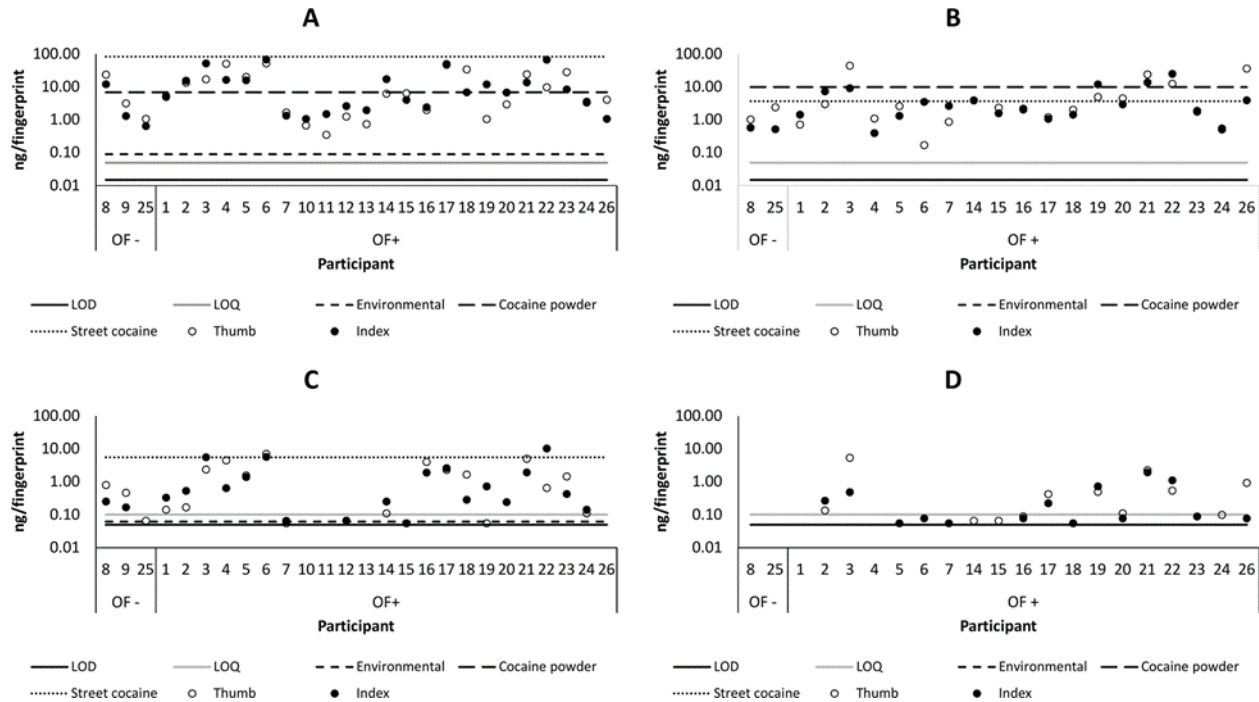 A
ng/fingerprint
100.00
10.00
1.00
0.10
0.01
8 9 25 1 2 3 4 5 6 7 10 11 12 13 14 15 16 17 18 19 20 21 22 23 24 26
OF - OF+
Participant
LOD LOQ Environmental Cocaine powder
Street cocaine Thumb Index
B
ng/fingerprint
100.00
10.00
1.00
0.10
0.01
8 25 1 2 3 4 5 6 7 14 15 16 17 18 19 20 21 22 23 24 26
OF - OF +
Participant
LOD LOQ Environmental Cocaine powder
Street cocaine Thumb Index
C
ng/fingerprint
100.00
10.00
1.00
0.10
0.01
8 9 25 1 2 3 4 5 6 7 10 11 12 13 14 15 16 17 18 19 20 21 22 23 24 26
OF - OF+
Participant
LOD LOQ Environmental Cocaine powder
Street cocaine Thumb Index
D
ng/fingerprint
100.00
10.00
1.00
0.10
0.01
8 25 1 2 3 4 5 6 7 14 15 16 17 18 19 20 21 22 23 24 26
OF - OF +
Participant
LOD LOQ Environmental Cocaine powder
Street cocaine Thumb Index